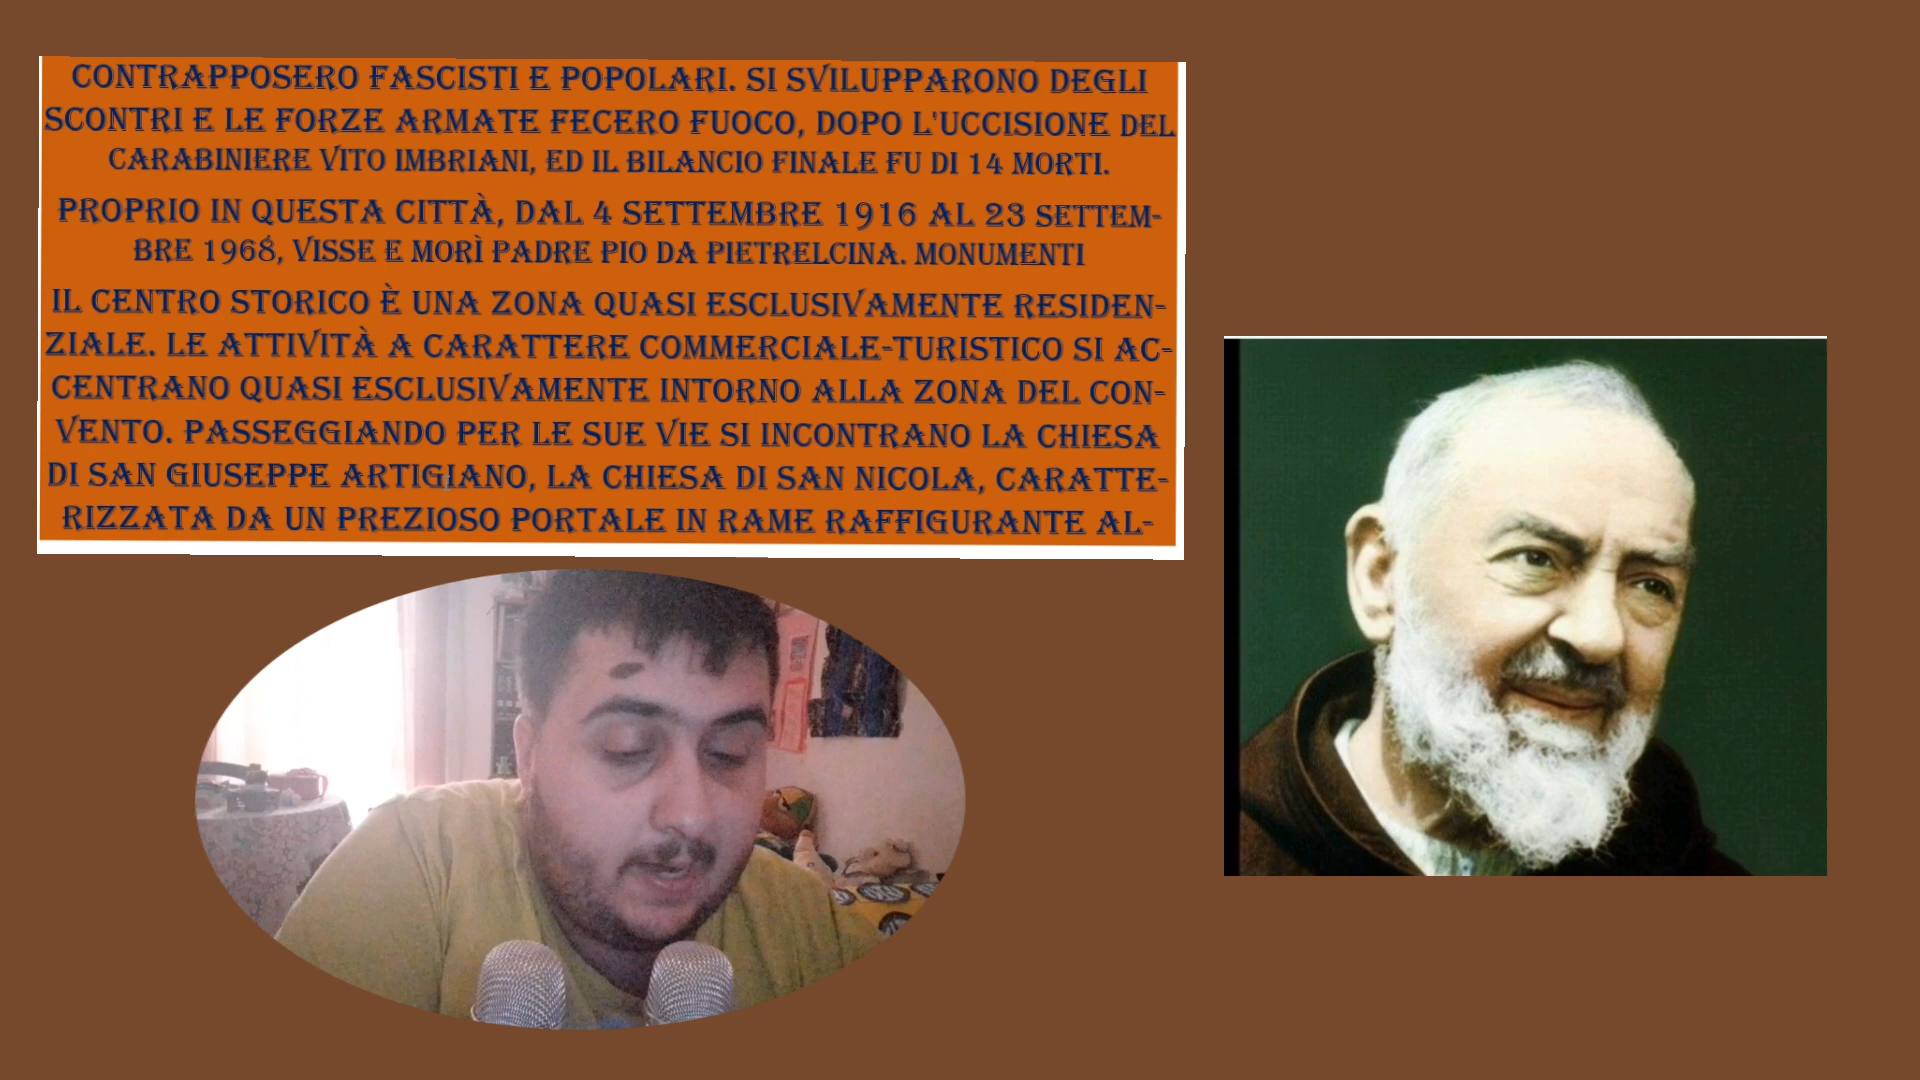 CONTRAPPOSERO FASCISTI E POPOLARI. SI SVILUPPARONO DEGLI
SCONTRI E LE FORZE ARMATE FECERO FUOCO, DOPO L'UCCISIONE DEL
CARABINIERE VITO IMBRIANI, ED IL BILANCIO FINALE FU DI 14 MORTI.
PROPRIO IN QUESTA CITTÀ, DAL 4 SETTEMBRE 1916 AL 23 SETTEM-
BRE 1968, VISSE E MORÌ PADRE PIO DA PIETRELCINA. MONUMENTI
IL CENTRO STORICO È UNA ZONA QUASI ESCLUSIVAMENTE RESIDEN-
ZIALE. LE ATTIVITÀ A CARATTERE COMMERCIALE-TURISTICO SI AC-
CENTRANO QUASI ESCLUSIVAMENTE INTORNO ALLA ZONA DEL CON-
VENTO. PASSEGGIANDO PER LE SUE VIE SI INCONTRANO LA CHIESA
DI SAN GIUSEPPE ARTIGIANO, LA CHIESA DI SAN NICOLA, CARATTE-
RIZZATA DA UN PREZIOSO PORTALE IN RAME RAFFIGURANTE AL-